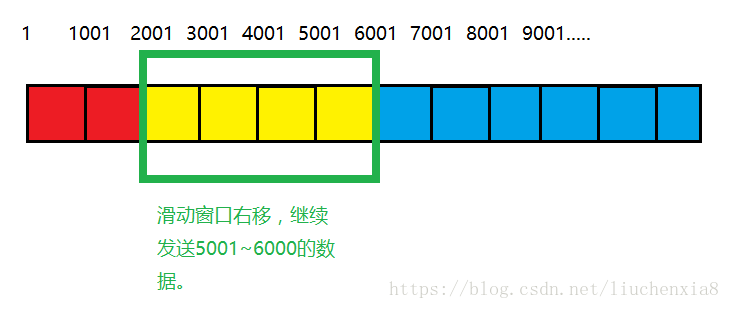 1 1001 2001 3001 4001 5001 6001 7001 8001 9001.....
滑动窗口右移，继续
发送5001~6000的数
据。
https://blog.csdn.net/liuchenxia8